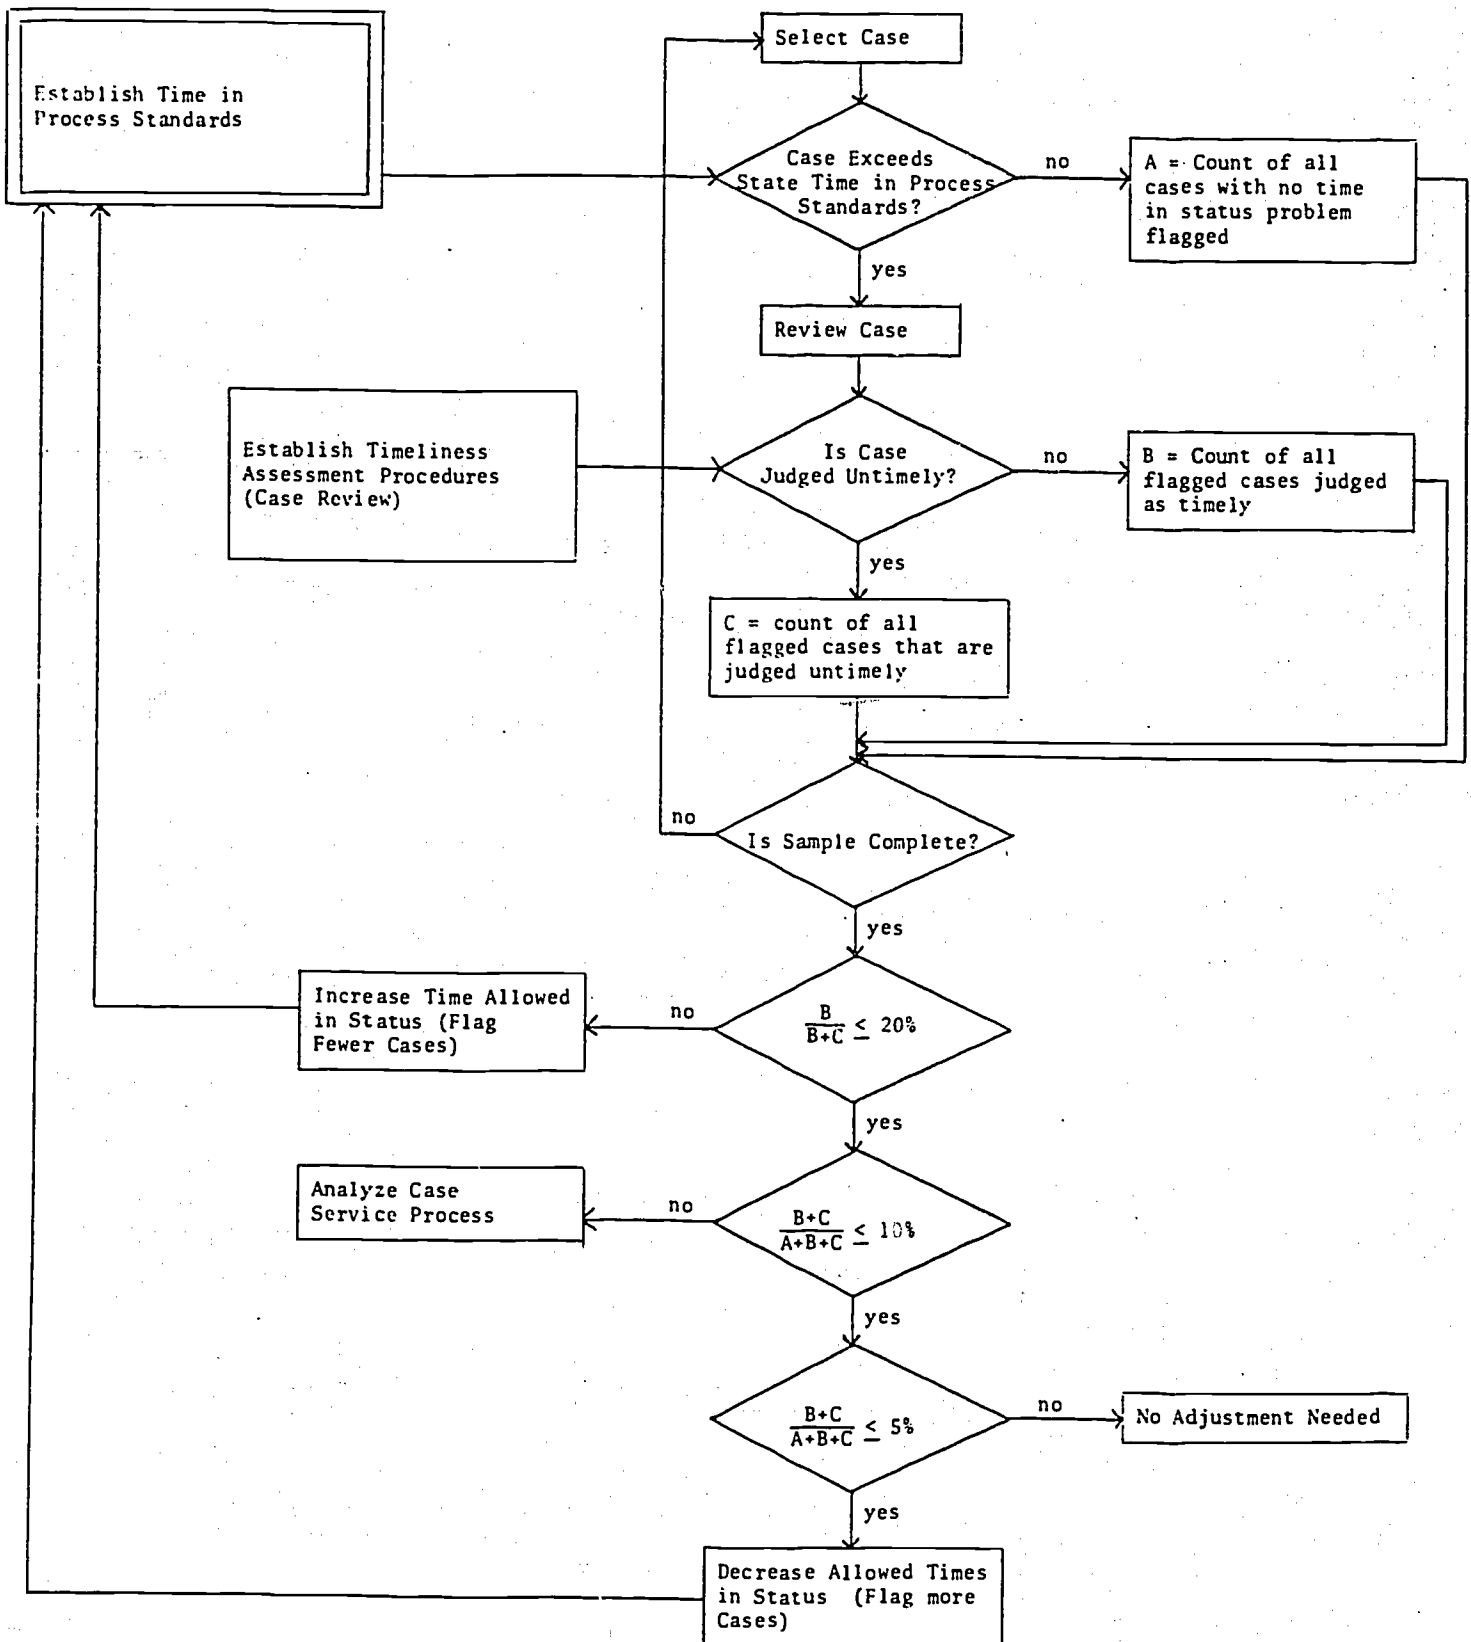 Establish Time in
Process Standards
Select Case
Case Exceeds
State Time in Process
Standards?
no
A = Count of all
cases with no time
in status problem
flagged
yes
Review Case
Establish Timeliness
Assessment Procedures
(Case Review)
Is Case
Judged Untimely?
no
B = Count of all
flagged cases judged
as timely
yes
C = count of all
flagged cases that are
judged untimely
no
Is Sample Complete?
yes
Increase Time Allowed
in Status (Flag
Fewer Cases)
no
B
B+C ≤ 20%
yes
Analyze Case
Service Process
no
B+C
A+B+C ≤ 10%
yes
B+C
A+B+C ≤ 5%
no
No Adjustment Needed
yes
Decrease Allowed Times
in Status (Flag more
Cases)